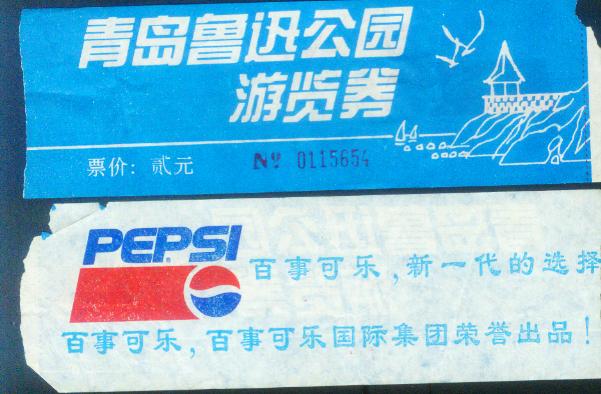 青岛鲁迅公园
游览券
票价: 贰元 Nº 0115654
PEPSI
百事可乐,新一代的选择
百事可乐,百事可乐国际集团荣誉出品!